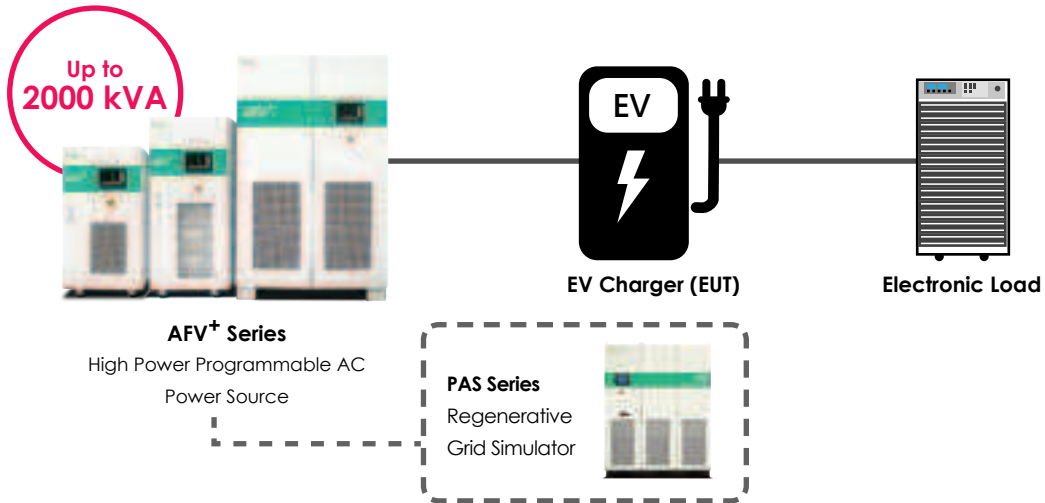 Up to
2000 kVA
EV
EV Charger (EUT)
Electronic Load
AFV+ Series
High Power Programmable AC
Power Source
PAS Series
Regenerative
Grid Simulator